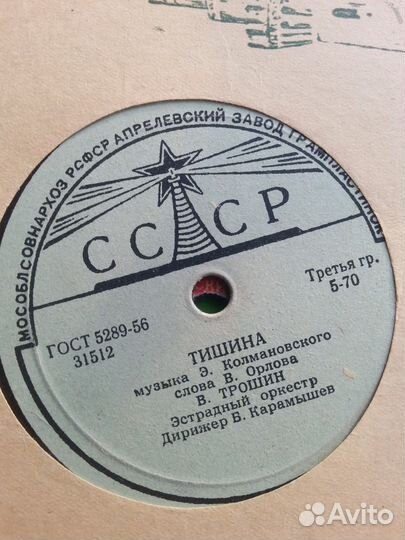 МОСОБЛСОВНАРХОЗ РСФСР АПРЕЛЕВСКИЙ ЗАВОД ГРАМПЛАСТИНОК
СССР
ГОСТ 5289-56
31512
Третья гр.
5-70
ТИШИНА
музыка Э. Колмановского
слова В. Орлова
В. ТРОШИН
Эстрадный оркестр
Дирижер Б. Карамышев
Avito